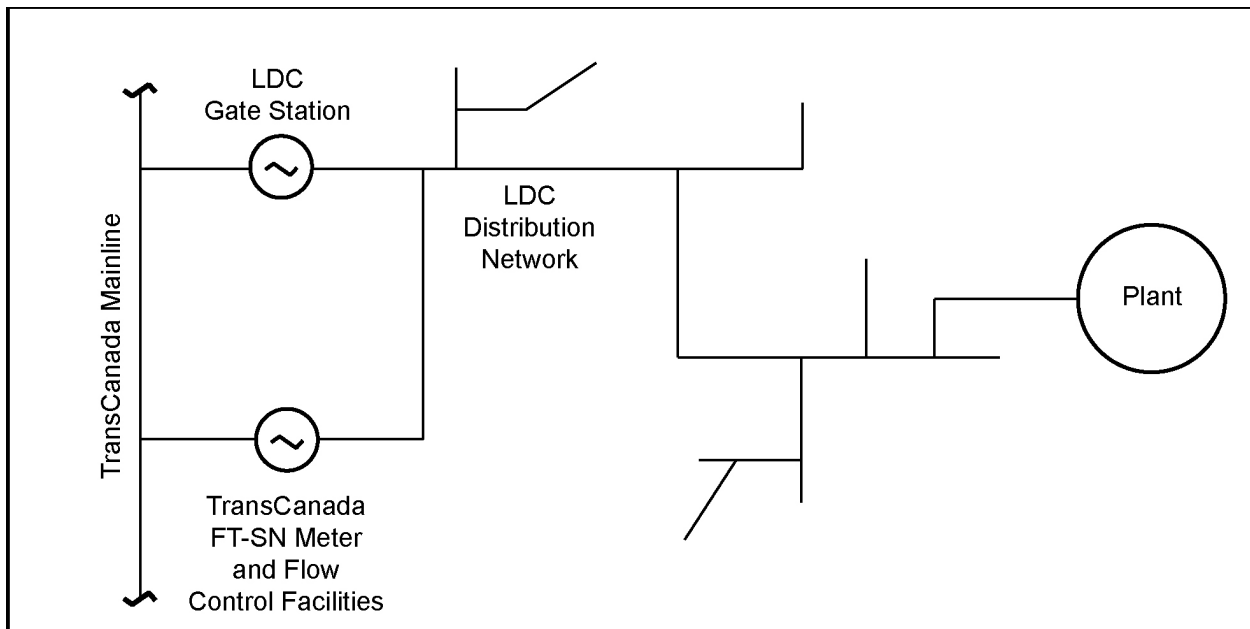 LDC
Gate Station
TransCanada Mainline
LDC
Distribution
Network
Plant
TransCanada
FT-SN Meter
and Flow
Control Facilities